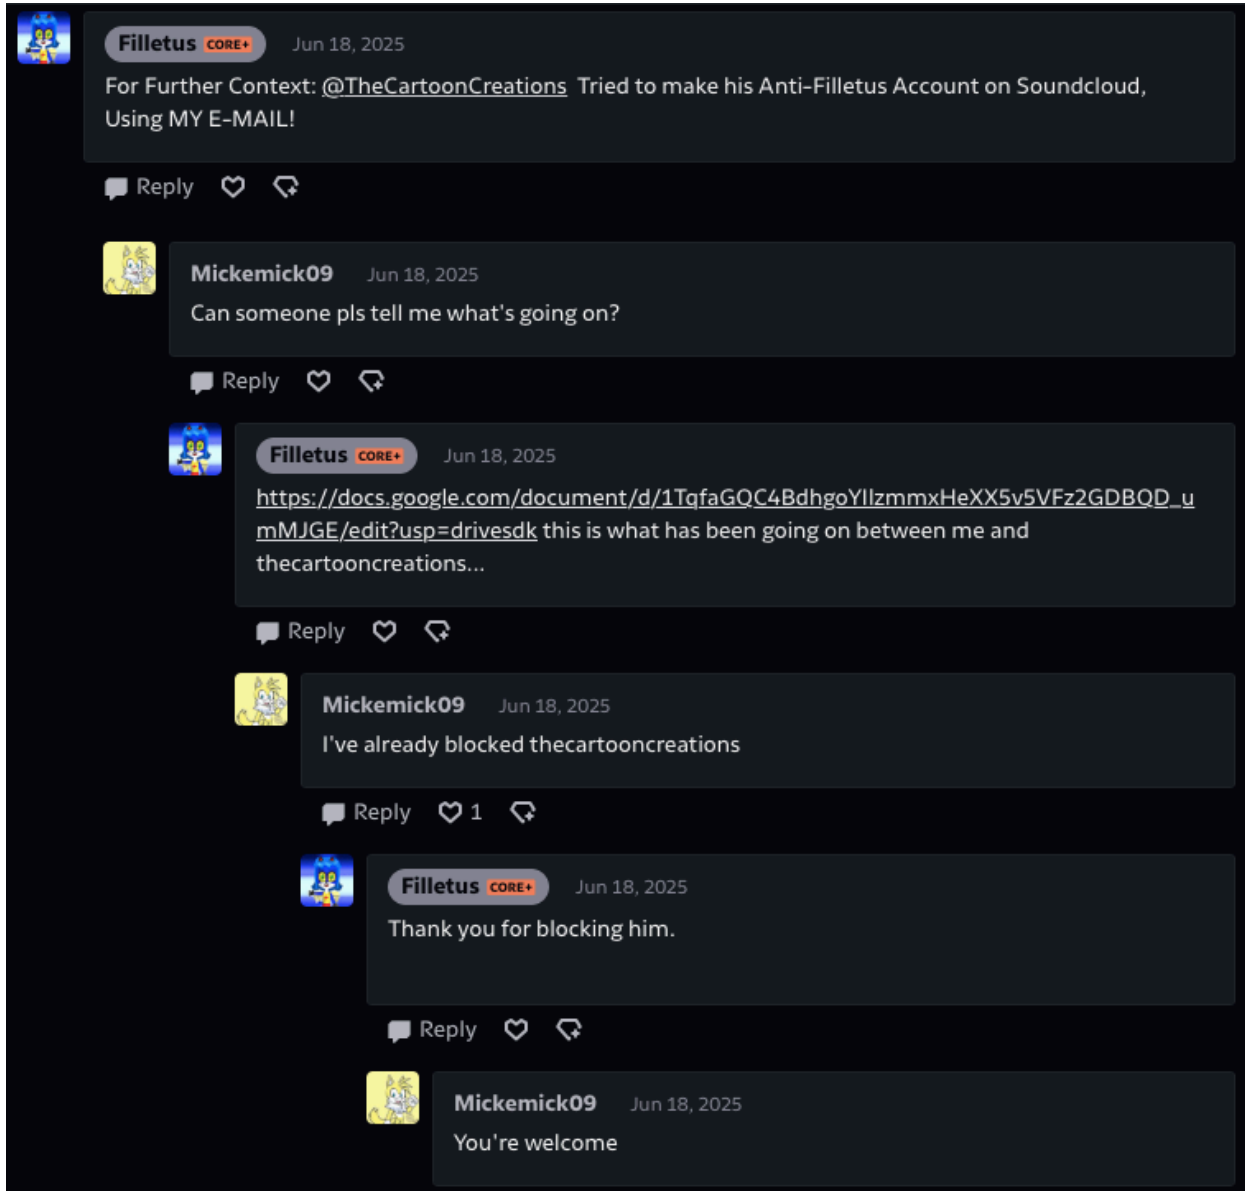 Filletus CORE+ Jun 18, 2025
For Further Context: @TheCartoonCreations Tried to make his Anti-Filletus Account on Soundcloud,
Using MY E-MAIL!
Reply
Mickemick09 Jun 18, 2025
Can someone pls tell me what's going on?
Reply
Filletus CORE+ Jun 18, 2025
https://docs.google.com/document/d/1TqfaGQC4BdhgoYIlzmmxHeXX5v5VFz2GDBQD_u
mMJGE/edit?usp=drivesdk this is what has been going on between me and
thecartooncreations...
Reply
Mickemick09 Jun 18, 2025
I've already blocked thecartooncreations
Reply 1
Filletus CORE+ Jun 18, 2025
Thank you for blocking him.
Reply
Mickemick09 Jun 18, 2025
You're welcome